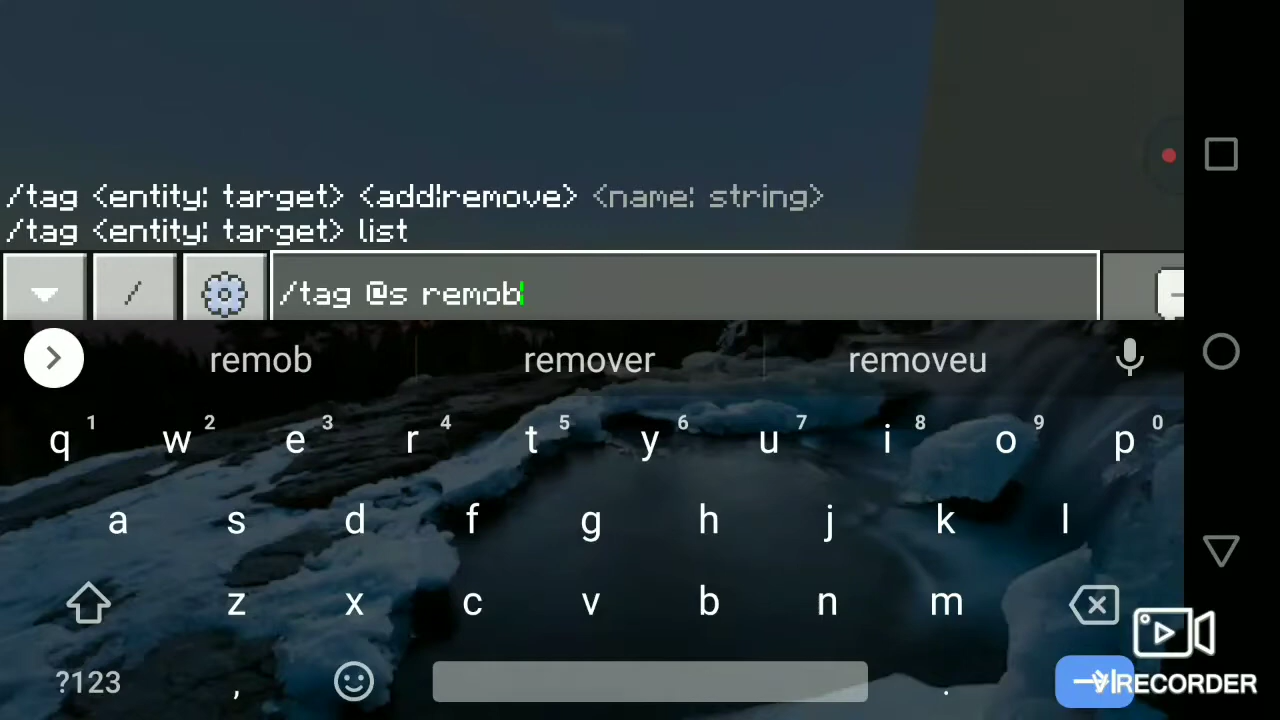 /tag <entity: target> <add|remove> <name: string>
/tag <entity: target> list
/ /tag @s remob
remob remover removeu
q 1 w 2 e 3 r 4 t 5 y 6 u 7 i 8 o 9 p 0
a s d f g h j k l
z x c v b n m
?123 , .
VIRECORDER